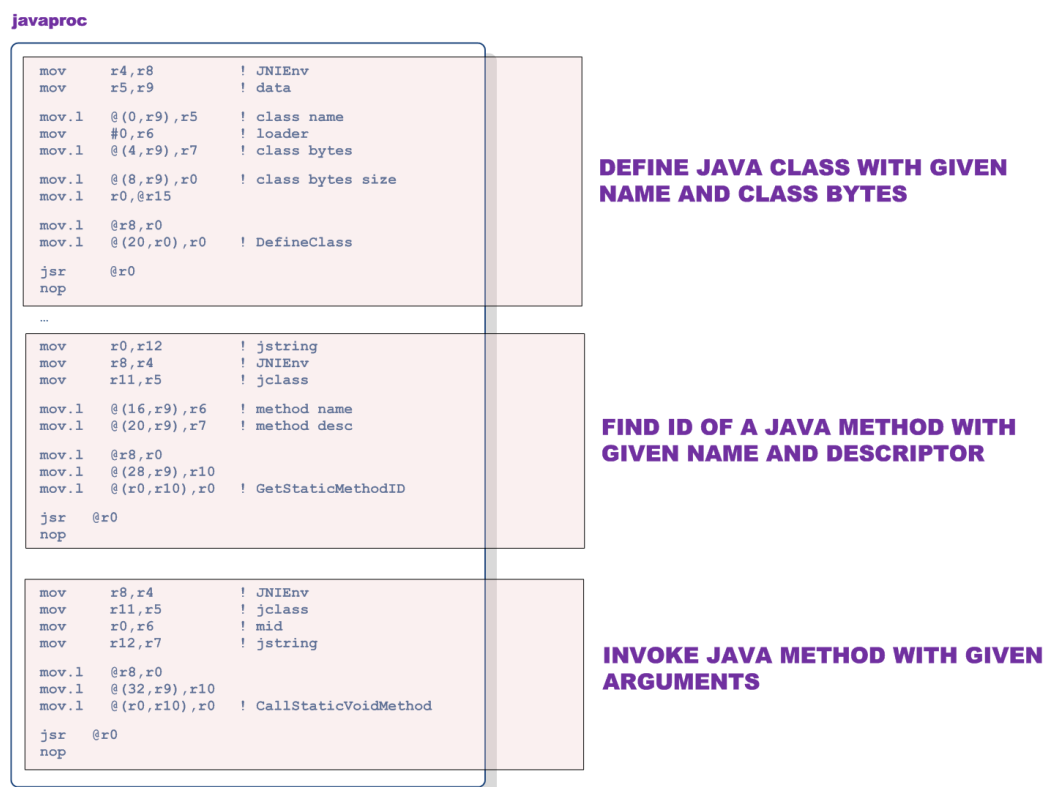 javaproc
mov r4,r8 ! JNIEnv
mov r5,r9 ! data
mov.l @(0,r9),r5 ! class name
mov #0,r6 ! loader
mov.l @(4,r9),r7 ! class bytes
mov.l @(8,r9),r0 ! class bytes size
mov.l r0,@r15
mov.l @r8,r0
mov.l @(20,r0),r0 ! DefineClass
jsr @r0
nop
DEFINE JAVA CLASS WITH GIVEN
NAME AND CLASS BYTES
…
mov r0,r12 ! jstring
mov r8,r4 ! JNIEnv
mov r11,r5 ! jclass
mov.l @(16,r9),r6 ! method name
mov.l @(20,r9),r7 ! method desc
mov.l @r8,r0
mov.l @(28,r9),r10
mov.l @(r0,r10),r0 ! GetStaticMethodID
jsr @r0
nop
FIND ID OF A JAVA METHOD WITH
GIVEN NAME AND DESCRIPTOR
mov r8,r4 ! JNIEnv
mov r11,r5 ! jclass
mov r0,r6 ! mid
mov r12,r7 ! jstring
mov.l @r8,r0
mov.l @(32,r9),r10
mov.l @(r0,r10),r0 ! CallStaticVoidMethod
jsr @r0
nop
INVOKE JAVA METHOD WITH GIVEN
ARGUMENTS